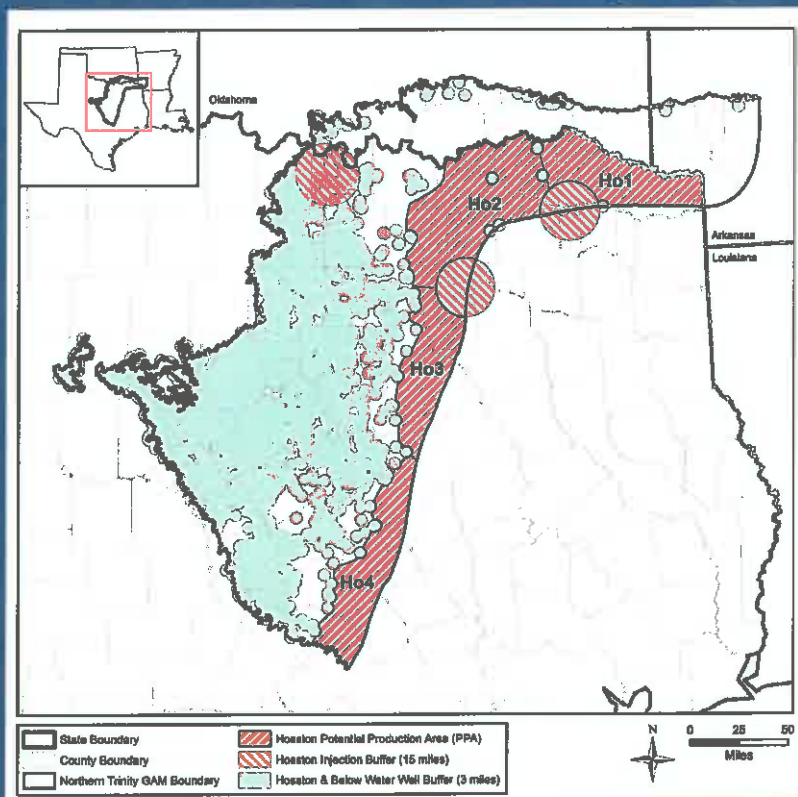 Oklahoma
Ho1
Ho2
Arkansas
Louisiana
Ho3
Ho4
State Boundary
County Boundary
Northern Trinity GAM Boundary
Hosston Potential Production Area (PPA)
Hosston Injection Buffer (15 miles)
Hosston & Below Water Well Buffer (3 miles)
N
0 25 50
Miles